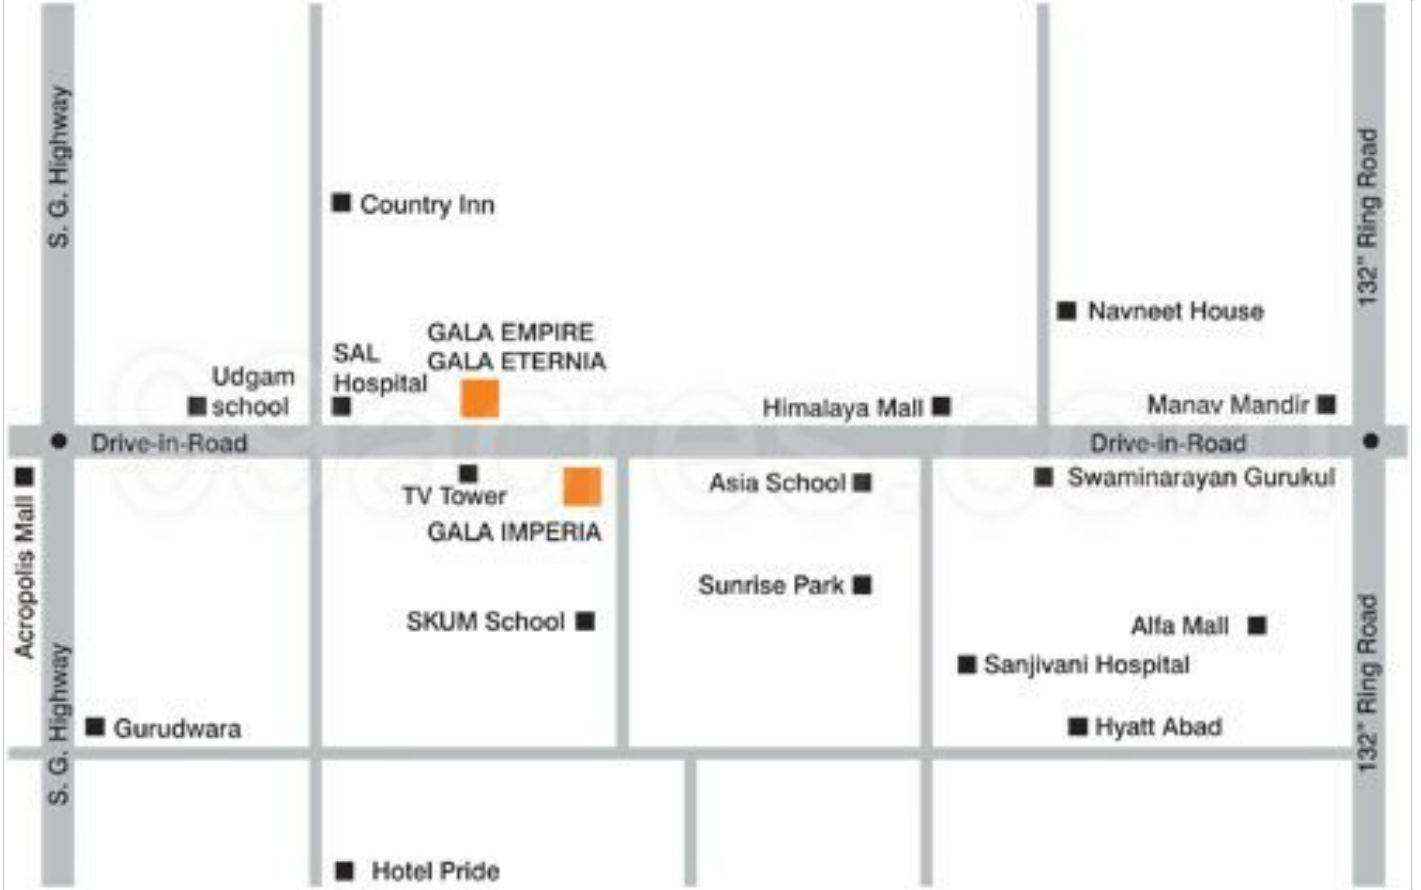 S. G. Highway
132" Ring Road
Country Inn
Navneet House
GALA EMPIRE
GALA ETERNIA
SAL
Hospital
Udgam
school
Himalaya Mall
Manav Mandir
Drive-in-Road
Drive-in-Road
Acropolis Mall
TV Tower
GALA IMPERIA
Asia School
Swaminarayan Gurukul
Sunrise Park
SKUM School
Alfa Mall
Sanjivani Hospital
Gurudwara
Hyatt Abad
S. G. Highway
132" Ring Road
Hotel Pride
99acres.com